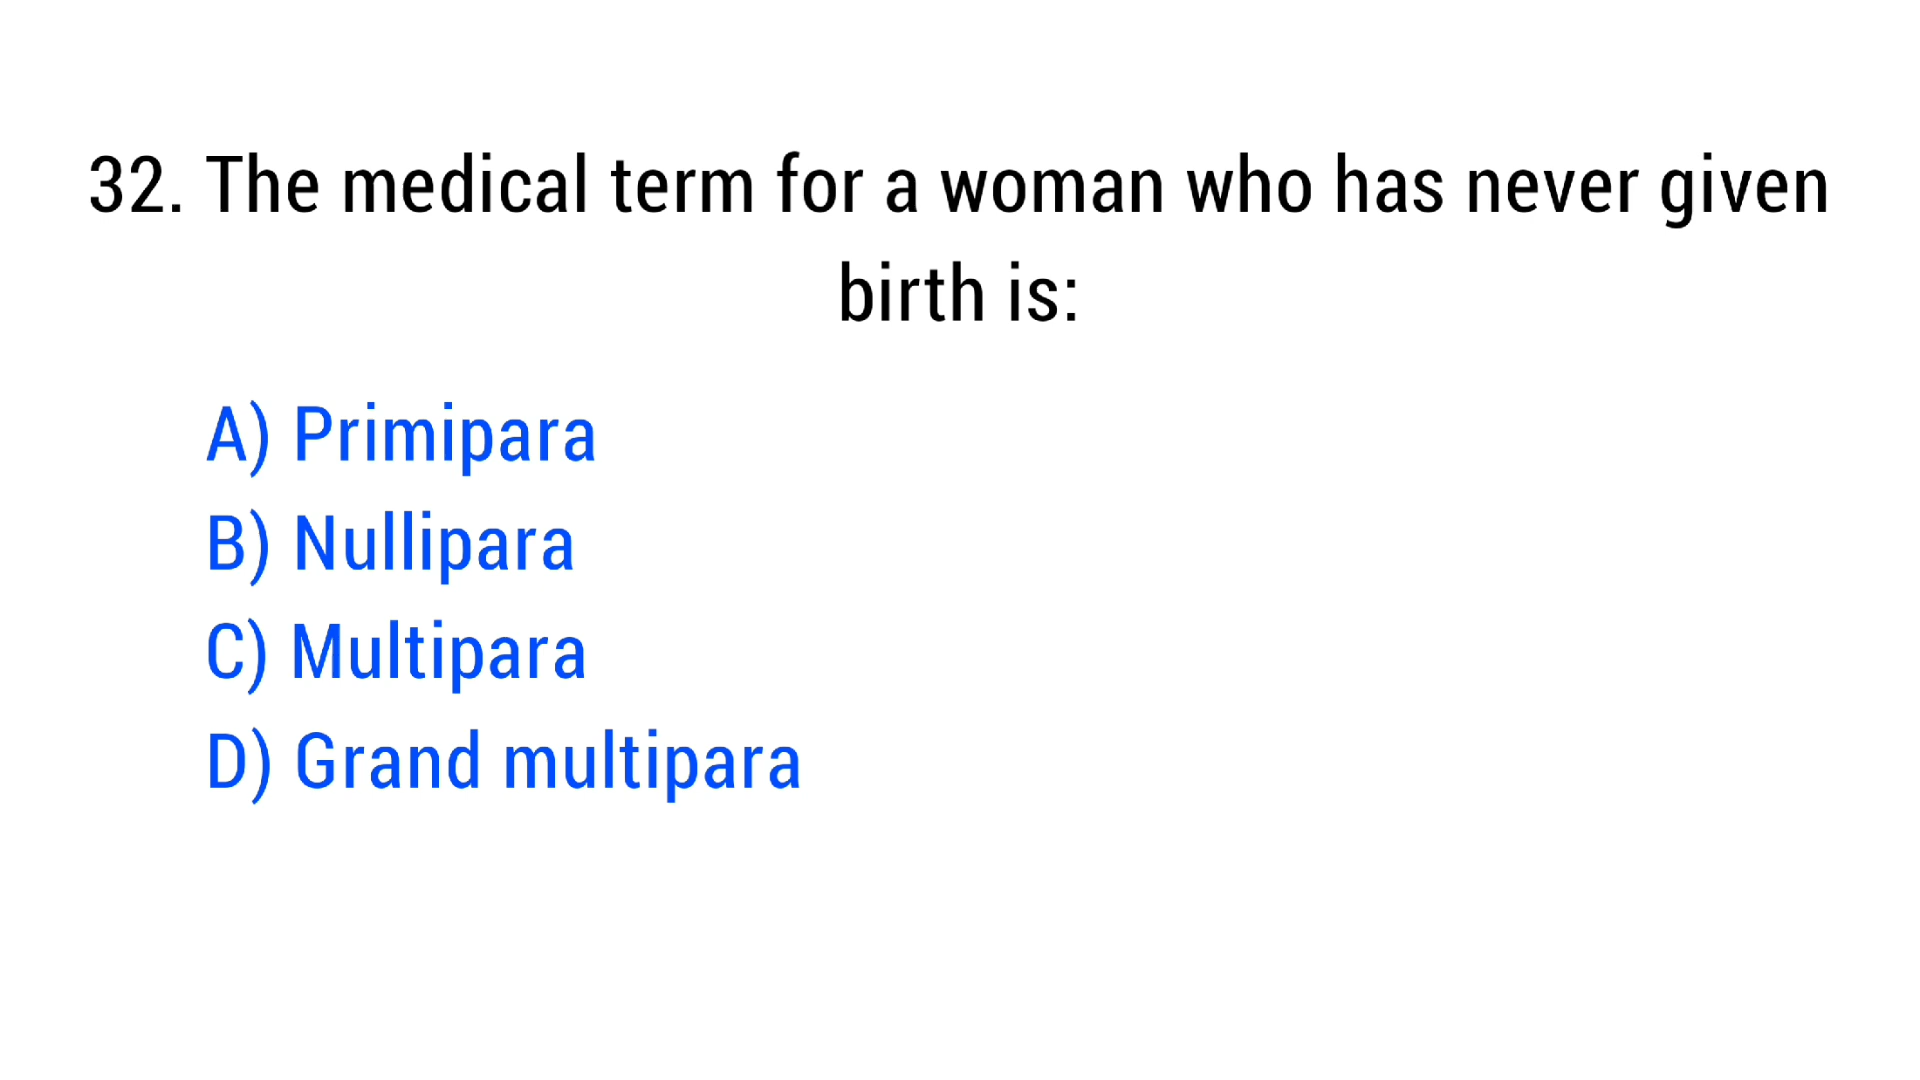 32. The medical term for a woman who has never given
birth is:
A) Primipara
B) Nullipara
C) Multipara
D) Grand multipara